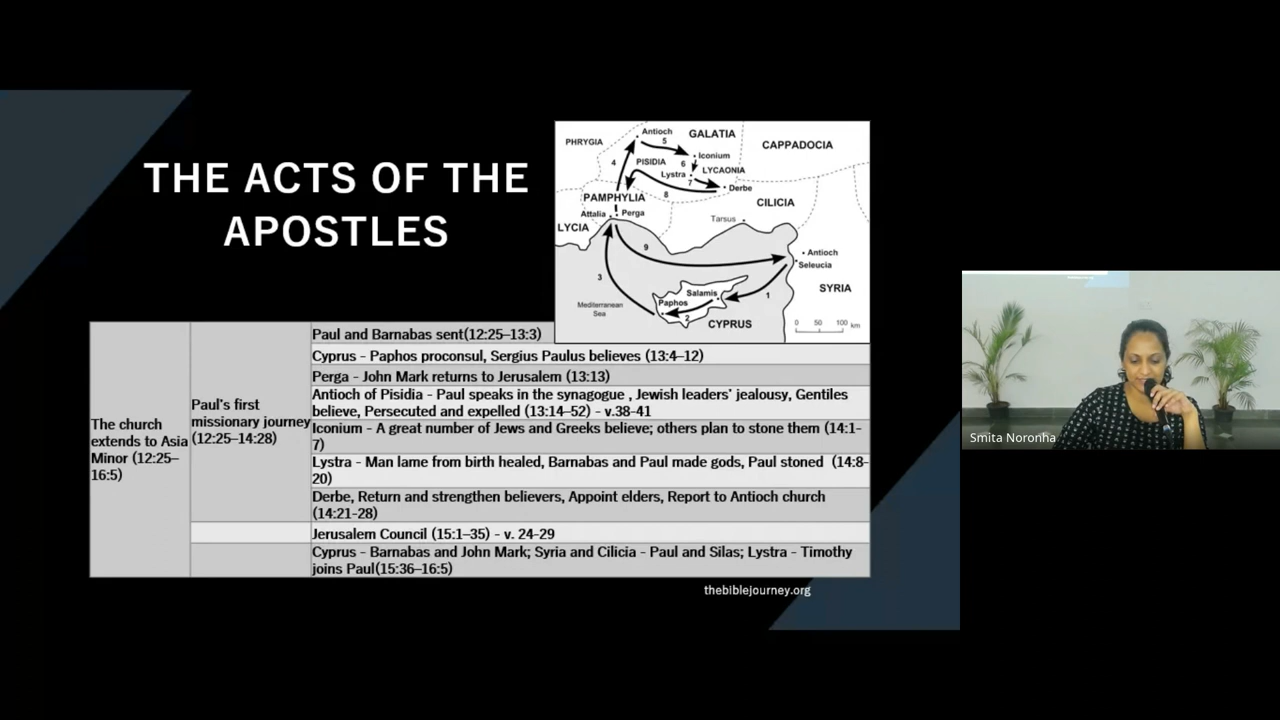 THE ACTS OF THE
APOSTLES
PHRYGIA
Antioch
5
GALATIA
CAPPADOCIA
4
PISIDIA
6
Iconium
Lystra
LYCAONIA
7
Derbe
8
PAMPHYLIA
CILICIA
Attalia
Perga
LYCIA
Tarsus
9
Antioch
Seleucia
3
SYRIA
1
Mediterranean
Sea
Salamis
Paphos
2
CYPRUS
0 50 100 km
The church
extends to Asia
Minor (12:25–
16:5)
Paul's first
missionary journey
(12:25–14:28)
Paul and Barnabas sent(12:25–13:3)
Cyprus - Paphos proconsul, Sergius Paulus believes (13:4–12)
Perga - John Mark returns to Jerusalem (13:13)
Antioch of Pisidia - Paul speaks in the synagogue , Jewish leaders' jealousy, Gentiles
believe, Persecuted and expelled (13:14–52) - v.38-41
Iconium - A great number of Jews and Greeks believe; others plan to stone them (14:1-
7)
Lystra - Man lame from birth healed, Barnabas and Paul made gods, Paul stoned (14:8-
20)
Derbe, Return and strengthen believers, Appoint elders, Report to Antioch church
(14:21-28)
Jerusalem Council (15:1–35) - v. 24-29
Cyprus - Barnabas and John Mark; Syria and Cilicia - Paul and Silas; Lystra - Timothy
joins Paul(15:36–16:5)
thebiblejourney.org
Smita Noronha